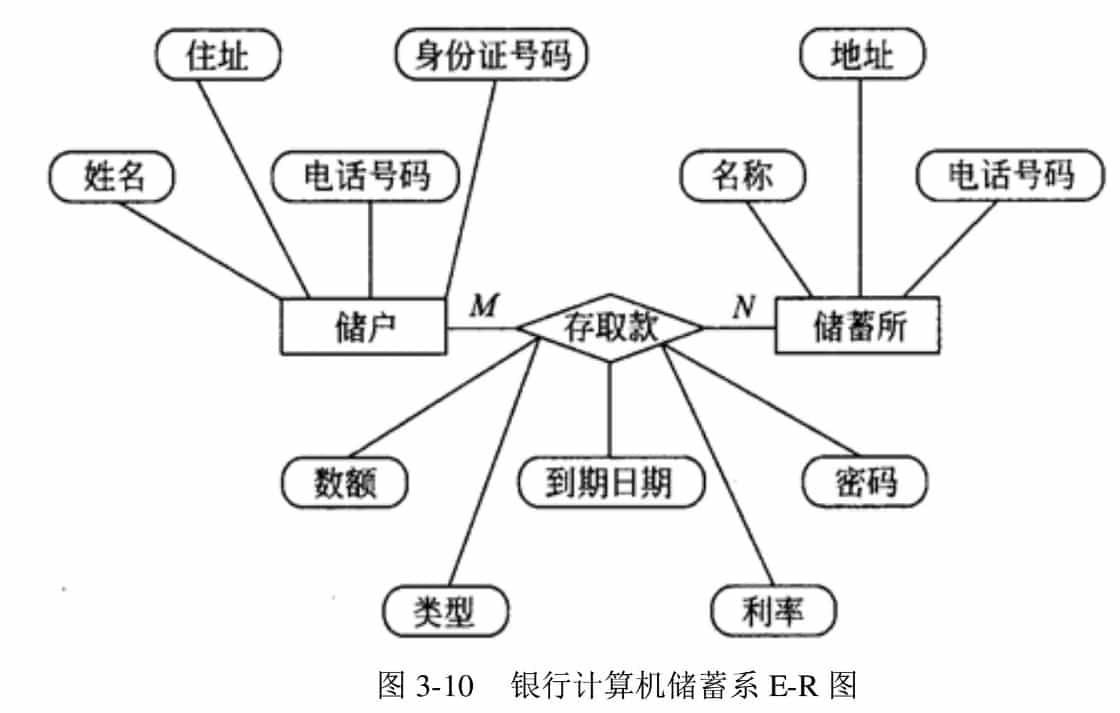 住址
身份证号码
地址
姓名
电话号码
名称
电话号码
储户
M
存取款
N
储蓄所
数额
到期日期
密码
类型
利率
图 3-10 银行计算机储蓄系 E-R 图